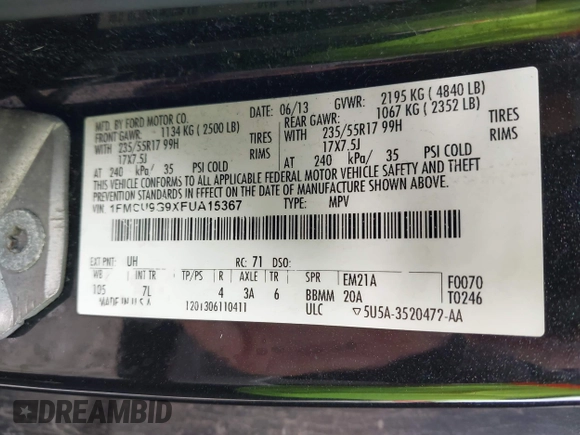 MFD. BY FORD MOTOR CO.
DATE: 06/13 GVWR: 2195 KG ( 4840 LB)
FRONT GAWR: 1134 KG ( 2500 LB) REAR GAWR: 1067 KG ( 2352 LB)
WITH 235/55R17 99H TIRES WITH 235/55R17 99H TIRES
17X7.5J RIMS 17X7.5J RIMS
AT 240 kPa/ 35 PSI COLD AT 240 kPa/ 35 PSI COLD
THIS VEHICLE CONFORMS TO ALL APPLICABLE FEDERAL MOTOR VEHICLE SAFETY AND BUMPER AND THEFT
PREVENTION STANDARDS IN EFFECT ON THE DATE OF MANUFACTURE SHOWN ABOVE.
VIN: 1FMCU9G9XFUA15367 TYPE: MPV
EXT PNT: UH RC: 71 DSO:
WB INT TR TP/PS R AXLE TR SPR EM21A F0070
105 7L 4 3A 6 BBMM 20A T0246
MADE IN U.S.A. 1201306110411 ULC ▽5U5A-3520472-AA
DREAMBID